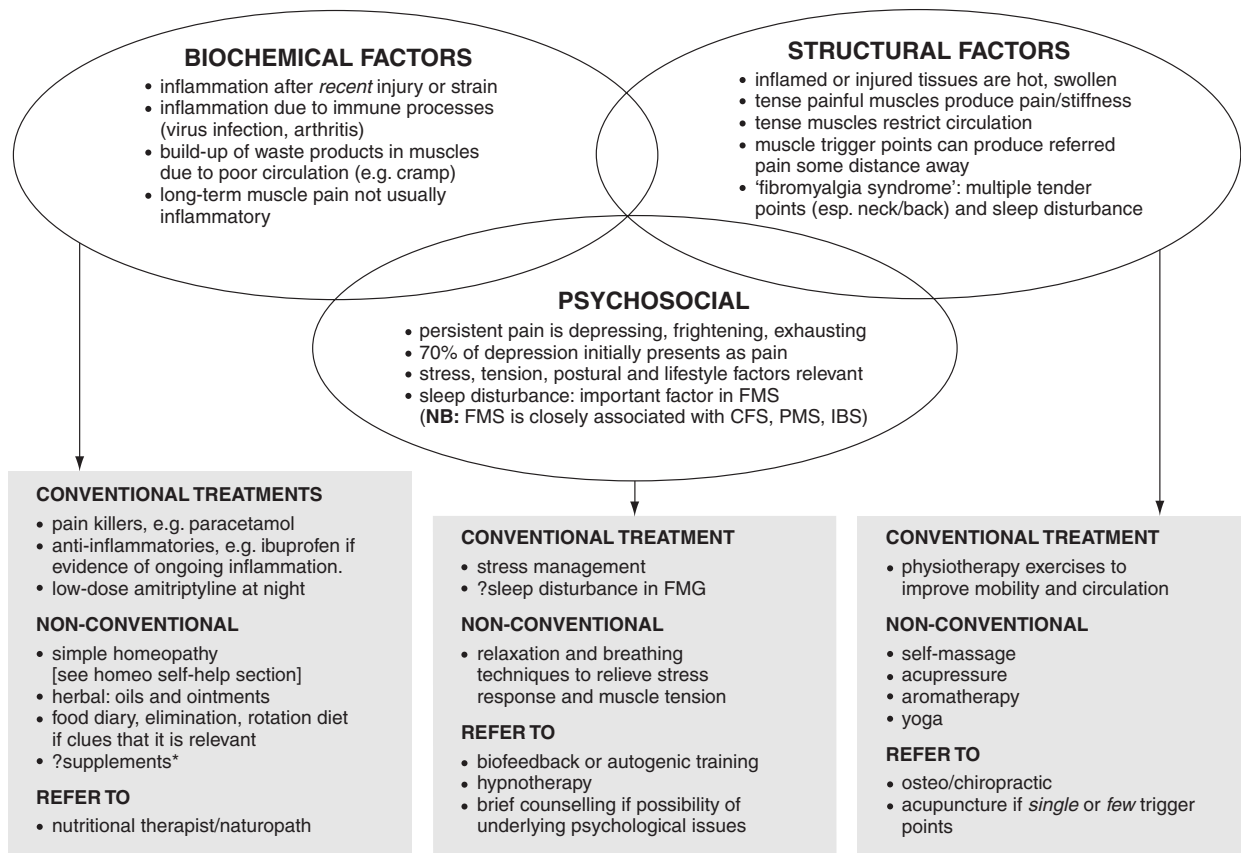 BIOCHEMICAL FACTORS
• inflammation after recent injury or strain
• inflammation due to immune processes
(virus infection, arthritis)
• build-up of waste products in muscles
due to poor circulation (e.g. cramp)
• long-term muscle pain not usually
inflammatory
STRUCTURAL FACTORS
• inflamed or injured tissues are hot, swollen
• tense painful muscles produce pain/stiffness
• tense muscles restrict circulation
• muscle trigger points can produce referred
pain some distance away
• ‘fibromyalgia syndrome’: multiple tender
points (esp. neck/back) and sleep disturbance
PSYCHOSOCIAL
• persistent pain is depressing, frightening, exhausting
• 70% of depression initially presents as pain
• stress, tension, postural and lifestyle factors relevant
• sleep disturbance: important factor in FMS
(NB: FMS is closely associated with CFS, PMS, IBS)
CONVENTIONAL TREATMENTS
• pain killers, e.g. paracetamol
• anti-inflammatories, e.g. ibuprofen if
evidence of ongoing inflammation.
• low-dose amitriptyline at night
NON-CONVENTIONAL
• simple homeopathy
[see homeo self-help section]
• herbal: oils and ointments
• food diary, elimination, rotation diet
if clues that it is relevant
• ?supplements*
REFER TO
• nutritional therapist/naturopath
CONVENTIONAL TREATMENT
• stress management
• ?sleep disturbance in FMG
NON-CONVENTIONAL
• relaxation and breathing
techniques to relieve stress
response and muscle tension
REFER TO
• biofeedback or autogenic training
• hypnotherapy
• brief counselling if possibility of
underlying psychological issues
CONVENTIONAL TREATMENT
• physiotherapy exercises to
improve mobility and circulation
NON-CONVENTIONAL
• self-massage
• acupressure
• aromatherapy
• yoga
REFER TO
• osteo/chiropractic
• acupuncture if single or few trigger
points